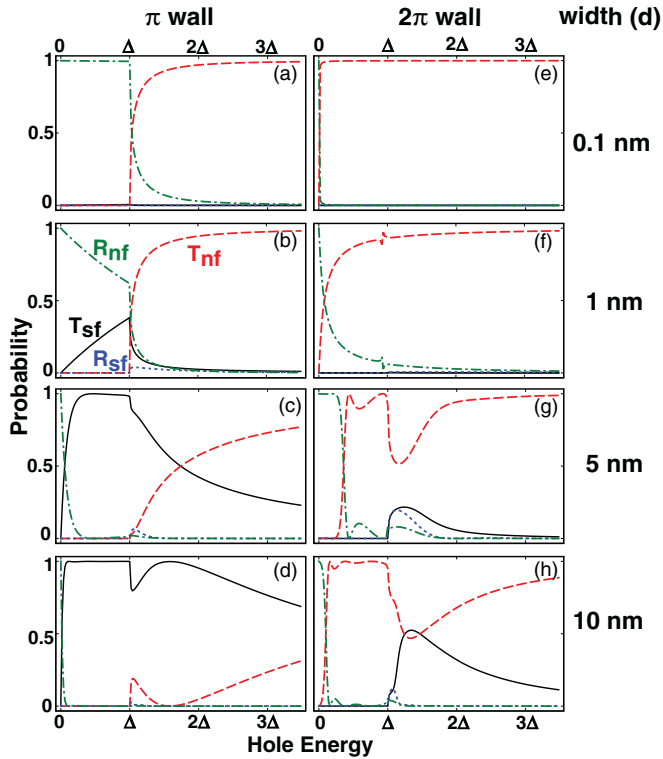 π wall 2π wall width (d)
0 Δ 2Δ 3Δ 0 Δ 2Δ 3Δ
1 (a) (e)
0.5 0.1 nm
0
1 (b) (f)
R_nf T_nf
0.5 1 nm
T_sf
R_sf
0
Probability
1 (c) (g)
0.5 5 nm
0
1 (d) (h)
0.5 10 nm
0
0 Δ 2Δ 3Δ 0 Δ 2Δ 3Δ
Hole Energy